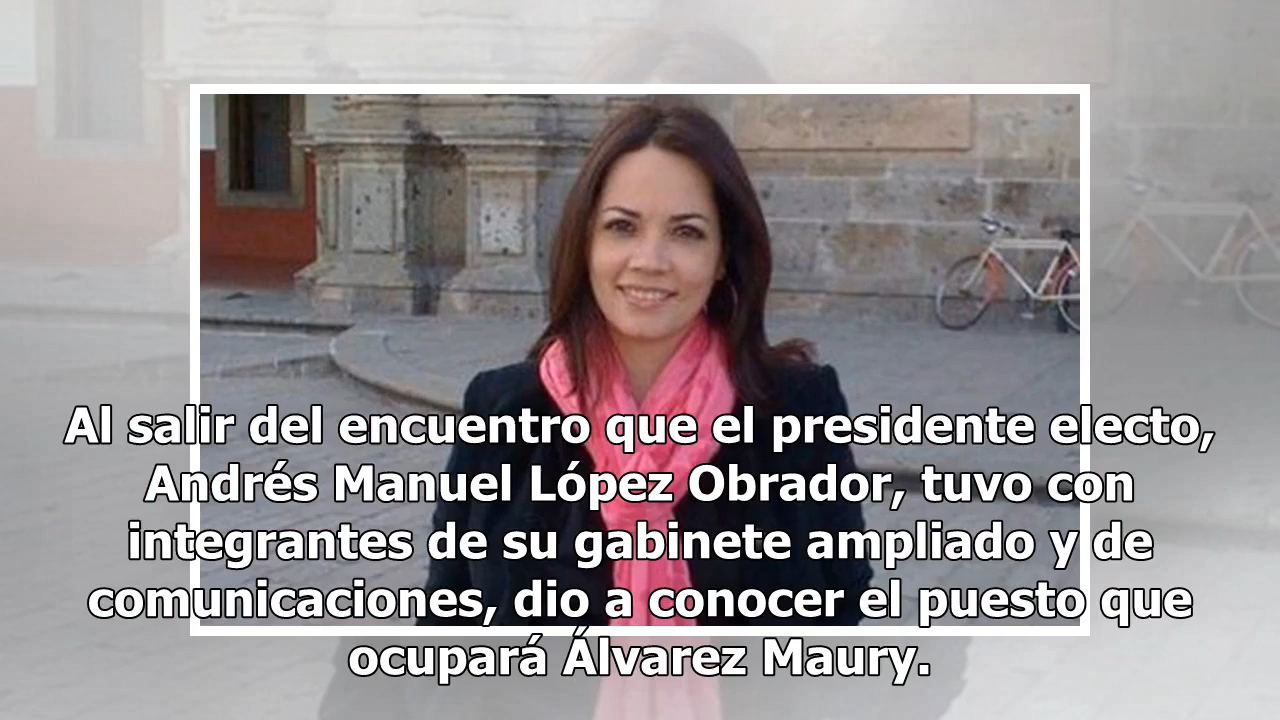 Al salir del encuentro que el presidente electo,
Andrés Manuel López Obrador, tuvo con
integrantes de su gabinete ampliado y de
comunicaciones, dio a conocer el puesto que
ocupará Álvarez Maury.